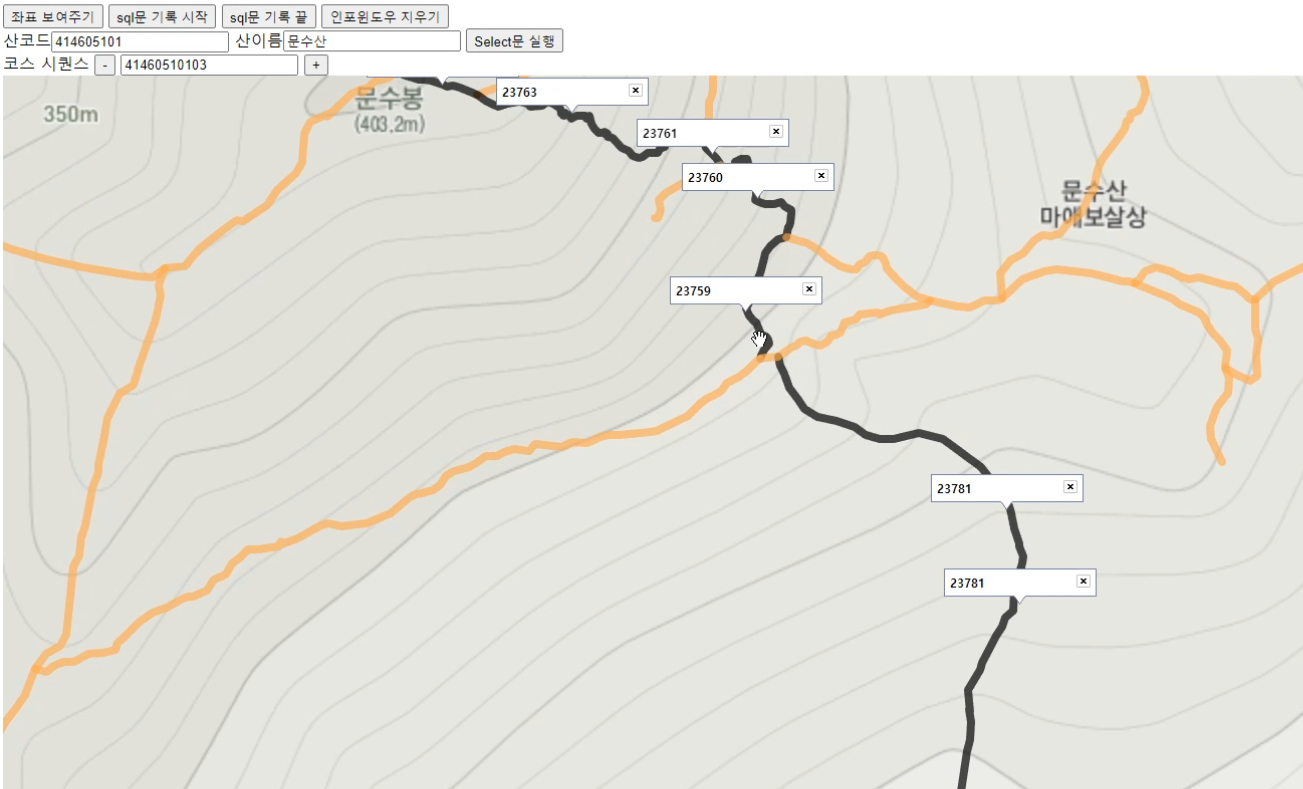 좌표 보여주기 sql문 기록 시작 sql문 기록 끝 인포윈도우 지우기
산코드 414605101 산이름 문수산 Select문 실행
코스 시퀀스 - 41460510103 +
23763
문수봉
(403.2m)
350m
23761
23760
문수산
마애보살상
23759
23781
23781